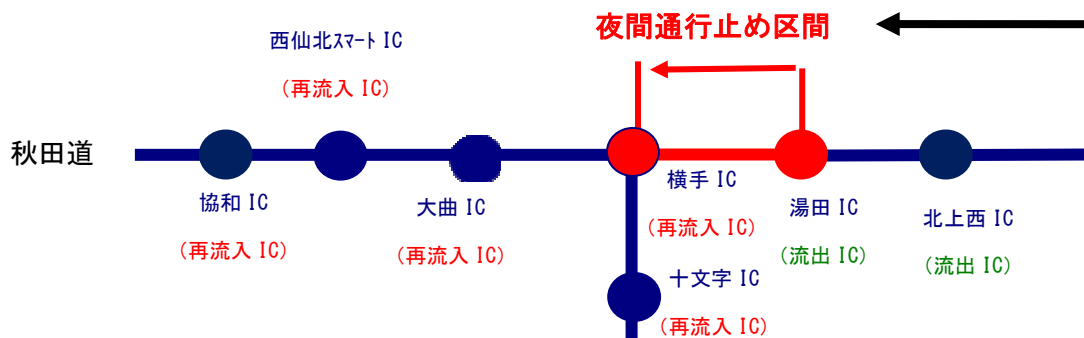 夜間通行止め区間
西仙北スマート IC
(再流入 IC)
秋田道
協和 IC
(再流入 IC)
大曲 IC
(再流入 IC)
横手 IC
(再流入 IC)
湯田 IC
(流出 IC)
北上西 IC
(流出 IC)
十文字 IC
(再流入 IC)